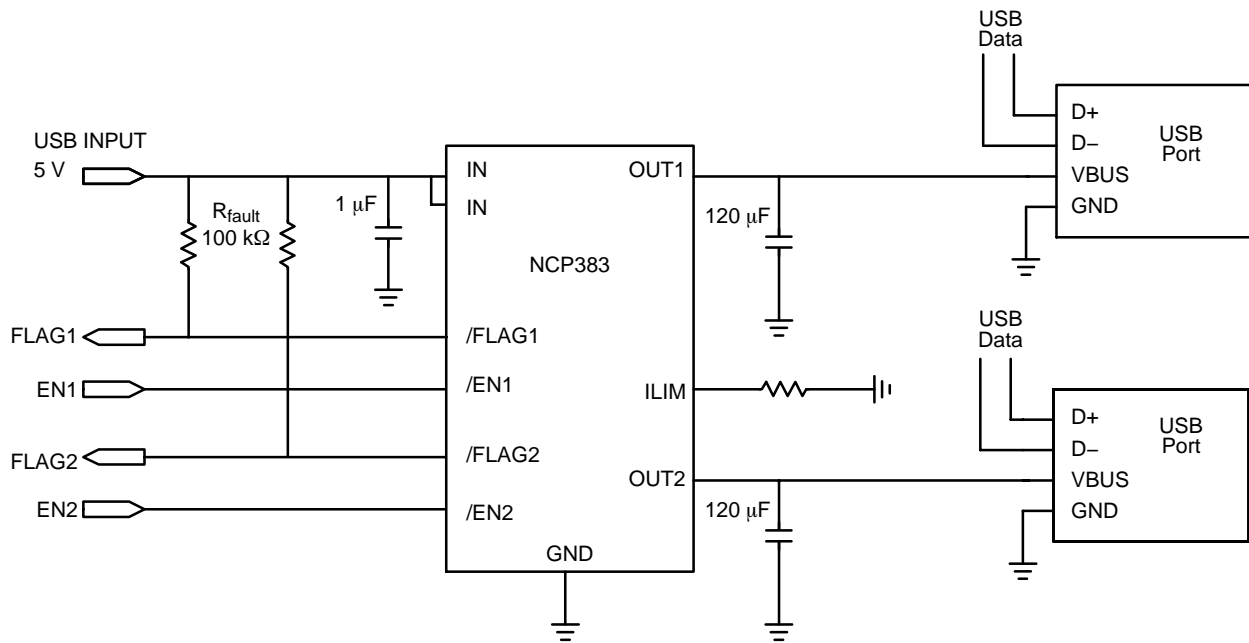 USB
Data
D+
D–
VBUS
GND
USB
Port
USB INPUT
5 V
Rfault
100 kΩ
1 μF
IN
IN
OUT1
120 μF
NCP383
FLAG1
/FLAG1
EN1
/EN1
ILIM
FLAG2
/FLAG2
EN2
/EN2
OUT2
120 μF
GND
USB
Data
D+
D–
VBUS
GND
USB
Port